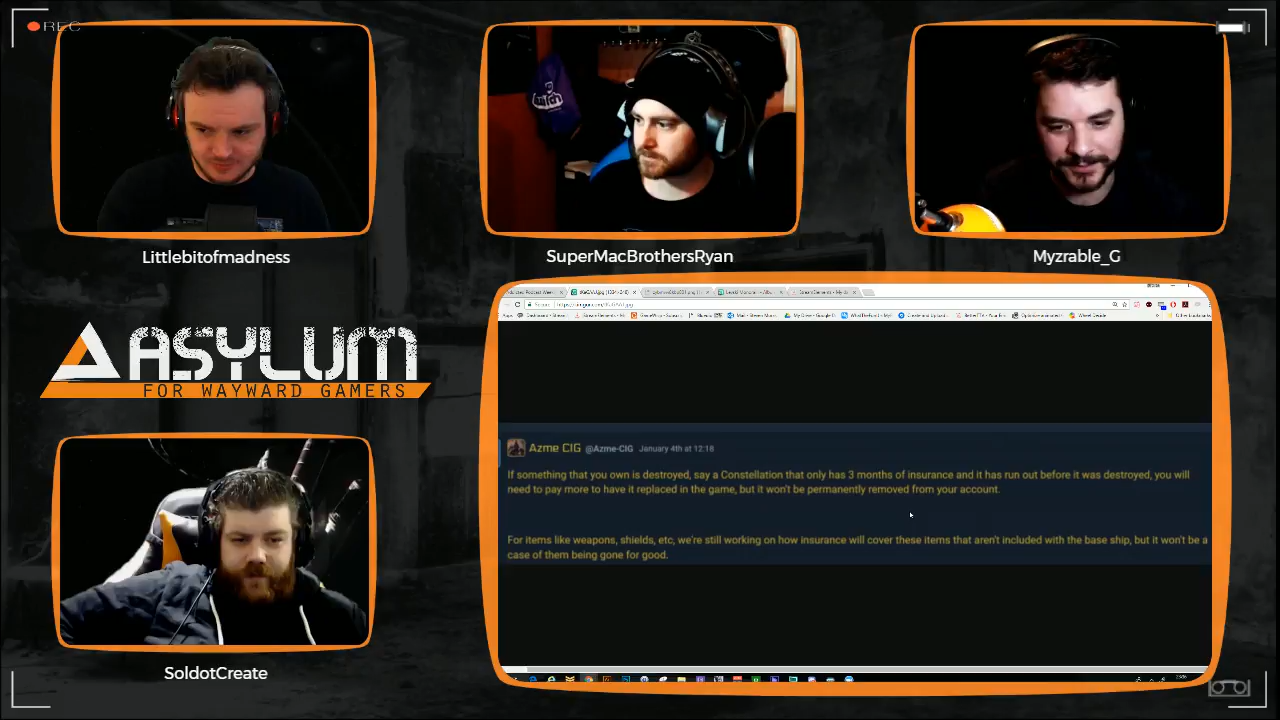 REC
Littlebitofmadness
SuperMacBrothersRyan
Myzrable_G
ASYLUM
FOR WAYWARD GAMERS
SoldotCreate
Azme CIG @Azme-CIG January 4th at 12:18
If something that you own is destroyed, say a Constellation that only has 3 months of insurance and it has run out before it was destroyed, you will
need to pay more to have it replaced in the game, but it won't be permanently removed from your account.
For items like weapons, shields, etc, we're still working on how insurance will cover these items that aren't included with the base ship, but it won't be a
case of them being gone for good.